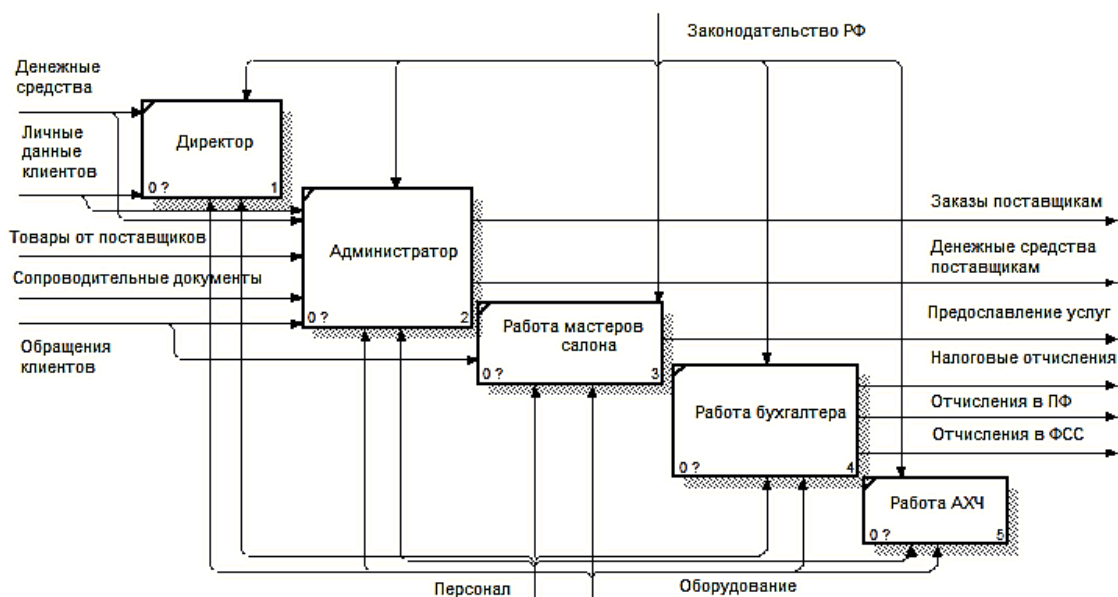 Законодательство РФ
Денежные
средства
Личные
данные
клиентов
Директор
0 ?
1
Товары от поставщиков
Сопроводительные документы
Обращения
клиентов
Администратор
0 ?
2
Работа мастеров
салона
0 ?
3
Работа бухгалтера
0 ?
4
Работа АХЧ
0 ?
5
Заказы поставщикам
Денежные средства
поставщикам
Предославление услуг
Налоговые отчисления
Отчисления в ПФ
Отчисления в ФСС
Персонал
Оборудование